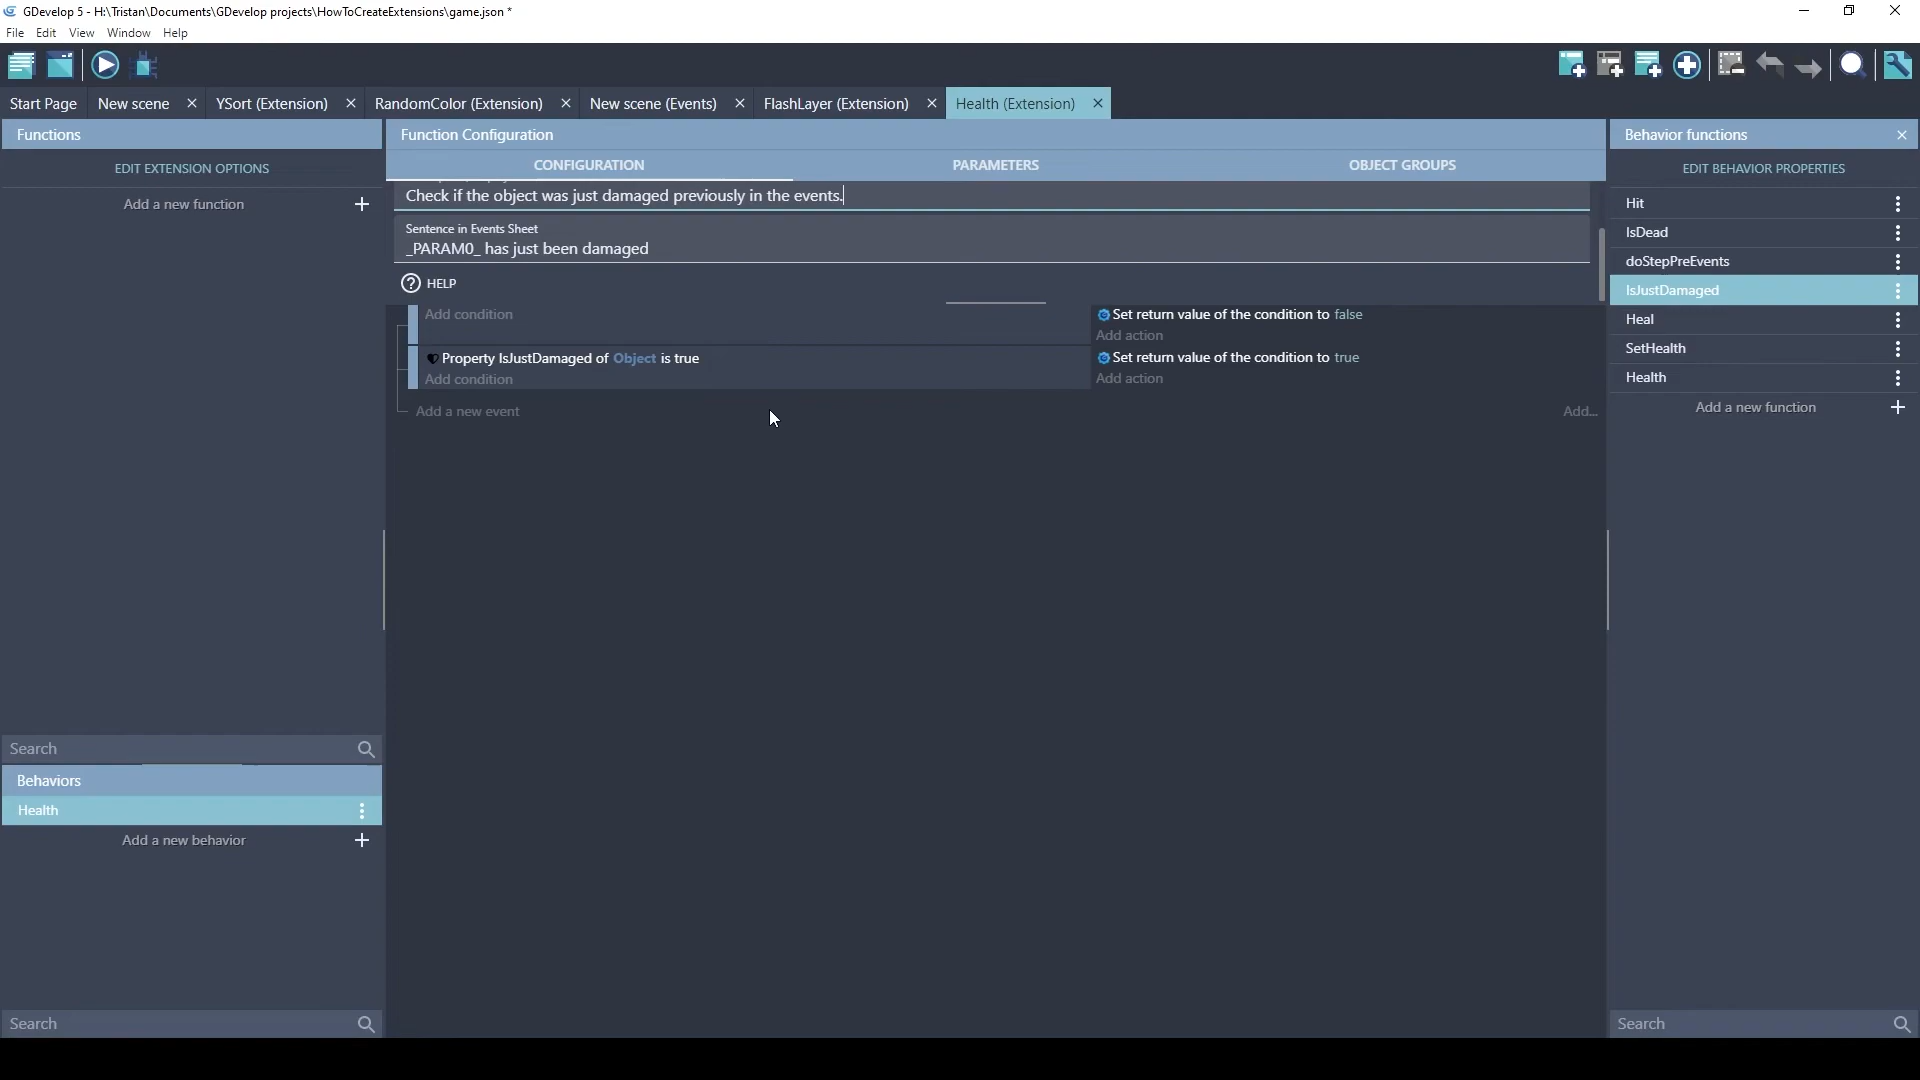 GDevelop 5 - H:\Tristan\Documents\GDevelop projects\HowToCreateExtensions\game.json *
File Edit View Window Help
Start Page New scene YSort (Extension) RandomColor (Extension) New scene (Events) FlashLayer (Extension) Health (Extension)
Functions
EDIT EXTENSION OPTIONS
Add a new function
Search
Behaviors
Health
Add a new behavior
Search
Function Configuration
CONFIGURATION PARAMETERS OBJECT GROUPS
Check if the object was just damaged previously in the events.
Sentence in Events Sheet
_PARAM0_ has just been damaged
HELP
Add condition
Set return value of the condition to false
Add action
Property IsJustDamaged of Object is true
Set return value of the condition to true
Add condition
Add action
Add a new event
Add...
Behavior functions
EDIT BEHAVIOR PROPERTIES
Hit
IsDead
doStepPreEvents
IsJustDamaged
Heal
SetHealth
Health
Add a new function
Search